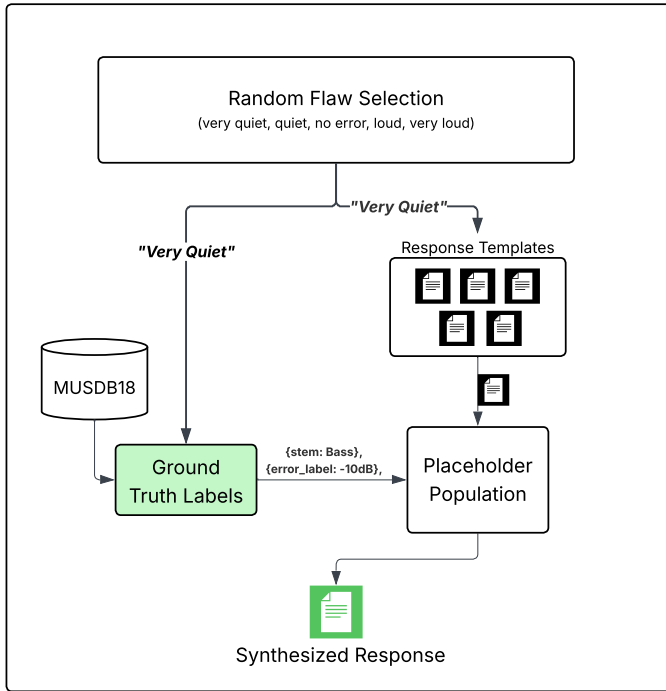 Random Flaw Selection
(very quiet, quiet, no error, loud, very loud)
"Very Quiet"
"Very Quiet"
Response Templates
MUSDB18
Ground
Truth Labels
{stem: Bass},
{error_label: -10dB},
Placeholder
Population
Synthesized Response